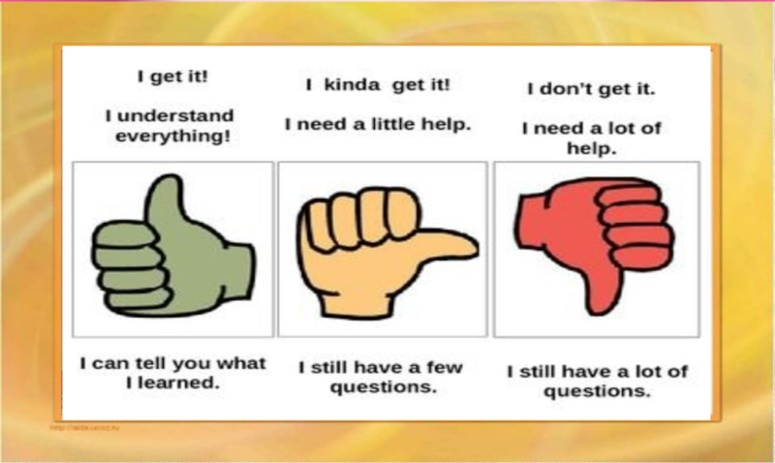 I get it!
I understand
everything!
I kinda get it!
I need a little help.
I don't get it.
I need a lot of
help.
I can tell you what
I learned.
I still have a few
questions.
I still have a lot of
questions.